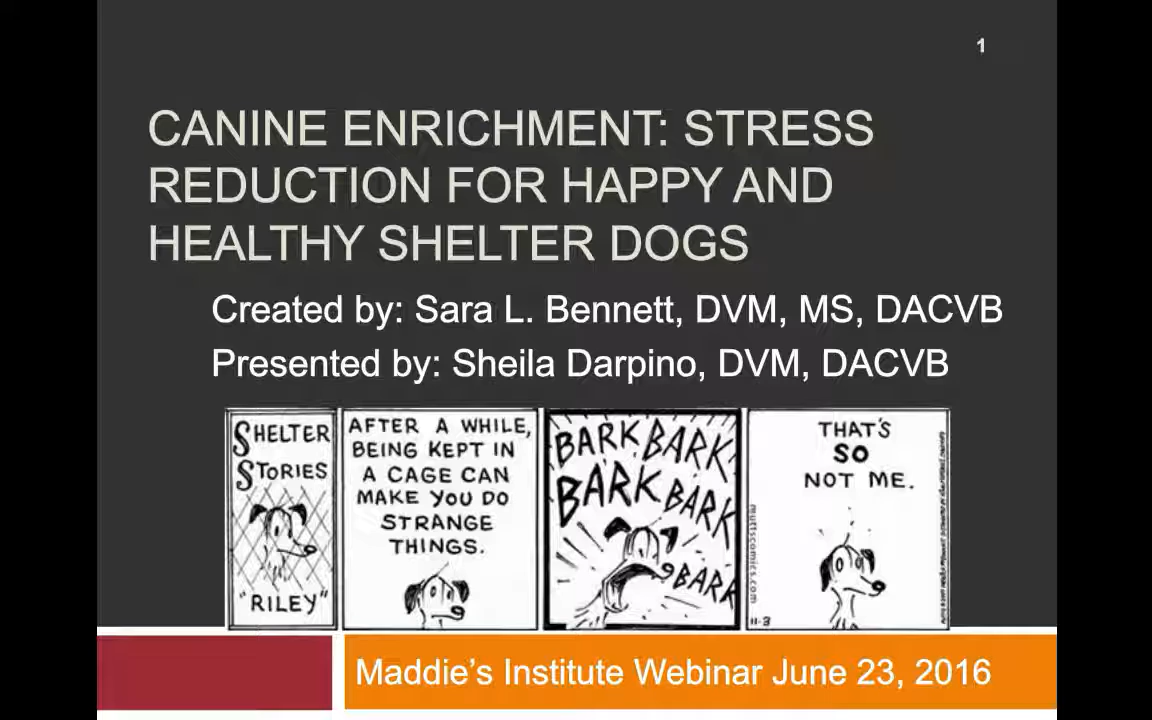 1
CANINE ENRICHMENT: STRESS
REDUCTION FOR HAPPY AND
HEALTHY SHELTER DOGS
Created by: Sara L. Bennett, DVM, MS, DACVB
Presented by: Sheila Darpino, DVM, DACVB
SHELTER
STORIES
"RILEY"
AFTER A WHILE,
BEING KEPT IN
A CAGE CAN
MAKE YOU DO
STRANGE
THINGS.
BARK BARK
BARK BARK
BARK
THAT'S
SO
NOT ME.
muttscomics.com
11-3
Maddie's Institute Webinar June 23, 2016